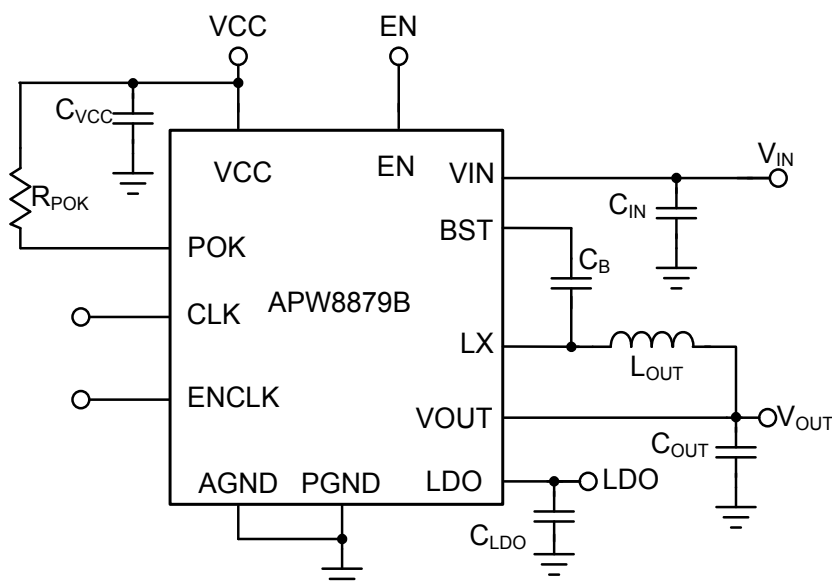 VCC
EN
C_VCC
VCC
EN
VIN
V_IN
R_POK
C_IN
BST
POK
C_B
APW8879B
CLK
LX
L_OUT
ENCLK
VOUT
V_OUT
C_OUT
AGND
PGND
LDO
LDO
C_LDO